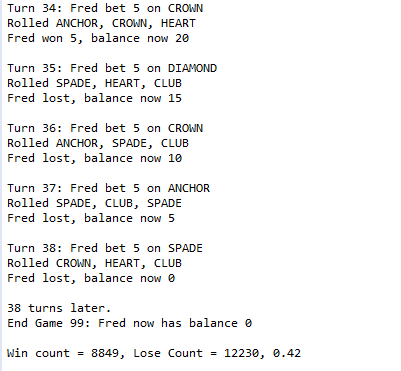 Turn 34: Fred bet 5 on CROWN
Rolled ANCHOR, CROWN, HEART
Fred won 5, balance now 20
Turn 35: Fred bet 5 on DIAMOND
Rolled SPADE, HEART, CLUB
Fred lost, balance now 15
Turn 36: Fred bet 5 on CROWN
Rolled ANCHOR, SPADE, CLUB
Fred lost, balance now 10
Turn 37: Fred bet 5 on ANCHOR
Rolled SPADE, CLUB, SPADE
Fred lost, balance now 5
Turn 38: Fred bet 5 on SPADE
Rolled CROWN, HEART, CLUB
Fred lost, balance now 0
38 turns later.
End Game 99: Fred now has balance 0
Win count = 8849, Lose Count = 12230, 0.42